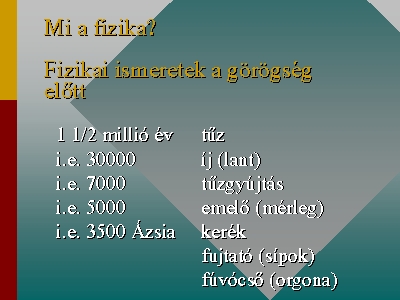 Mi a fizika?
Fizikai ismeretek a görögség
előtt
1 1/2 millió év tűz
i.e. 30000 íj (lant)
i.e. 7000 tűzgyújtás
i.e. 5000 emelő (mérleg)
i.e. 3500 Ázsia kerék
fujtató (sípok)
fúvócső (orgona)